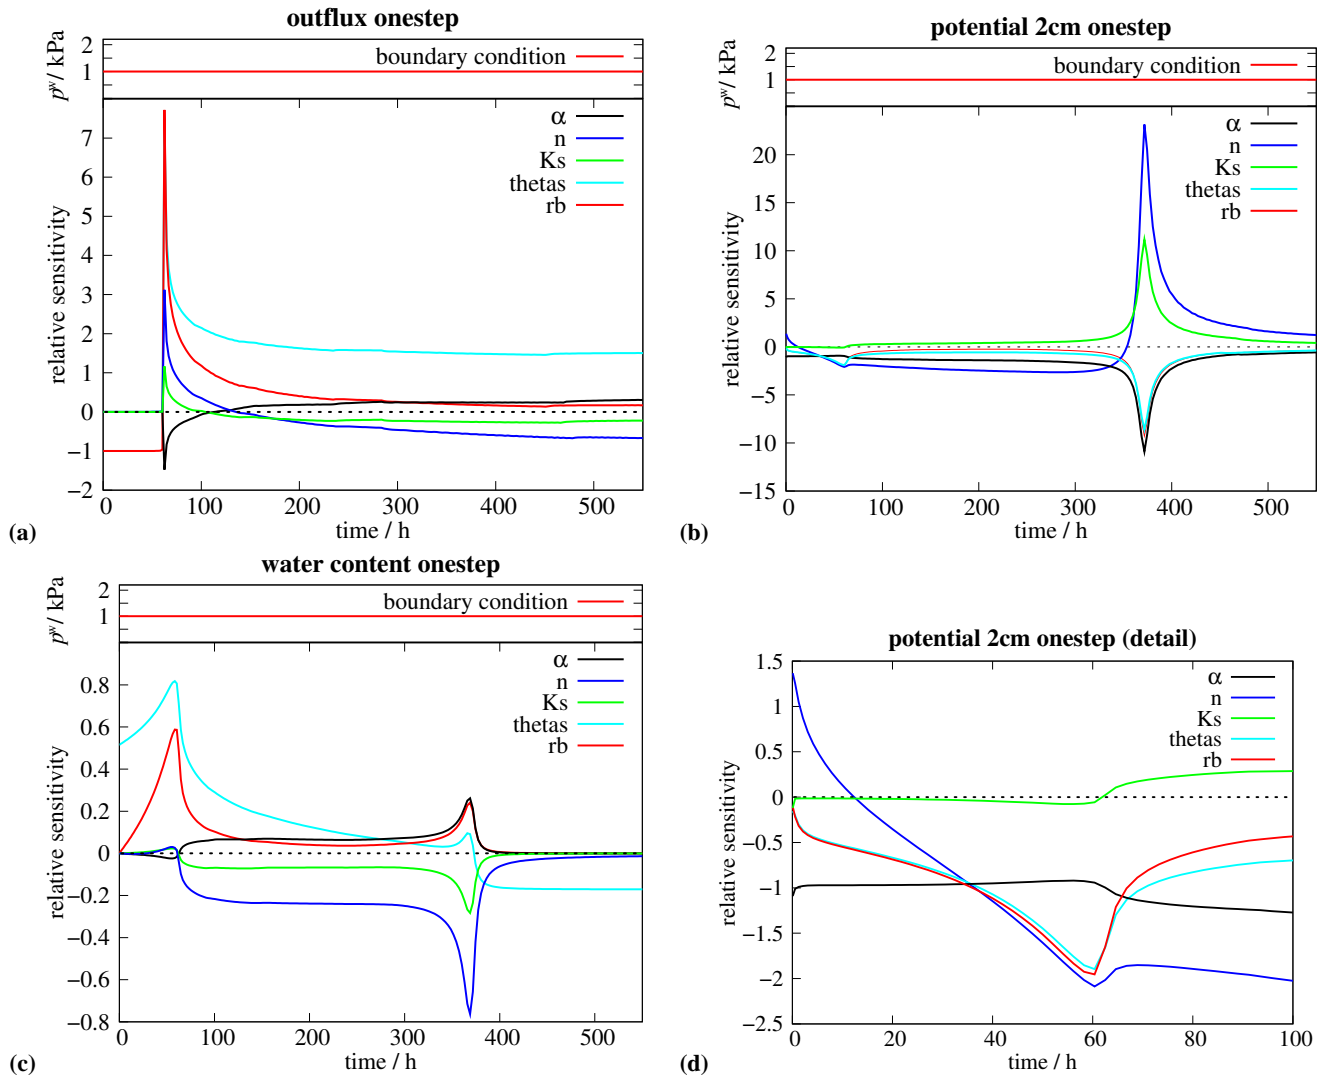 outflux onestep
pʷ / kPa
2
1
boundary condition
relative sensitivity
7
6
5
4
3
2
1
0
−1
−2
α
n
Ks
thetas
rb
0 100 200 300 400 500
time / h
(a)
potential 2cm onestep
pʷ / kPa
2
1
boundary condition
relative sensitivity
20
15
10
5
0
−5
−10
−15
α
n
Ks
thetas
rb
0 100 200 300 400 500
time / h
(b)
water content onestep
pʷ / kPa
2
1
boundary condition
relative sensitivity
0.8
0.6
0.4
0.2
0
−0.2
−0.4
−0.6
−0.8
α
n
Ks
thetas
rb
0 100 200 300 400 500
time / h
(c)
potential 2cm onestep (detail)
relative sensitivity
1.5
1
0.5
0
−0.5
−1
−1.5
−2
−2.5
α
n
Ks
thetas
rb
0 20 40 60 80 100
time / h
(d)